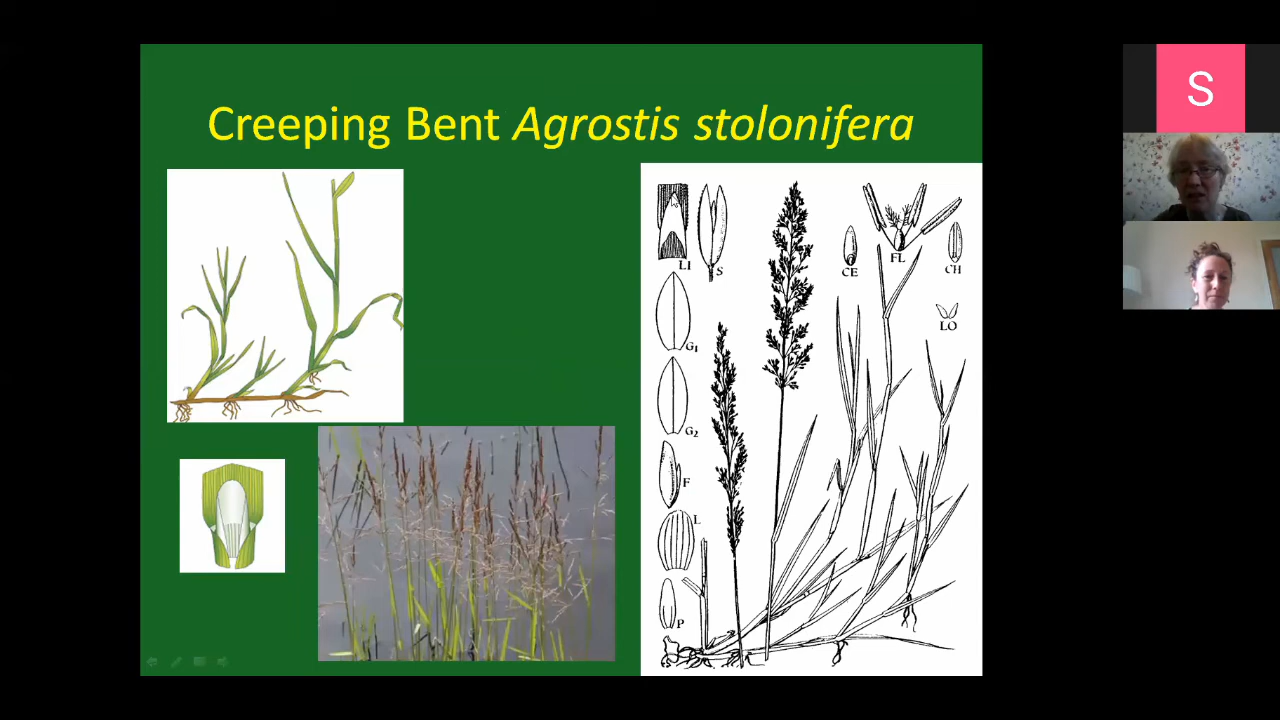 Creeping Bent Agrostis stolonifera
S
LI
S
CE
FL
CH
LO
G1
G2
F
L
P